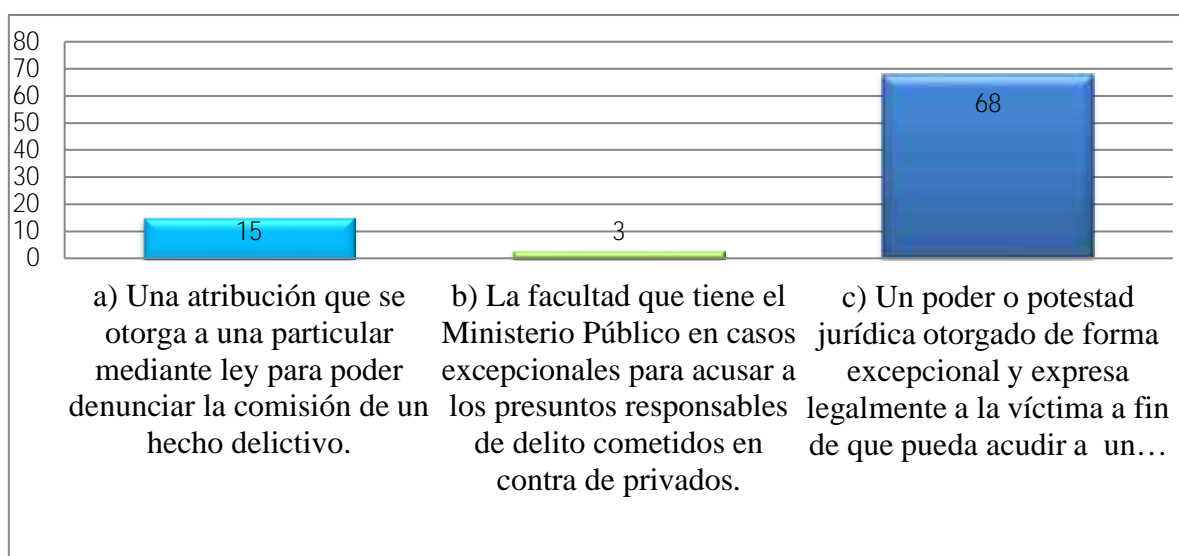 80
70
60
50
40
30
20
10
0
15
3
68
a) Una atribución que se
otorga a una particular
mediante ley para poder
denunciar la comisión de un
hecho delictivo.
b) La facultad que tiene el
Ministerio Público en casos
excepcionales para acusar a
los presuntos responsables
de delito cometidos en
contra de privados.
c) Un poder o potestad
jurídica otorgado de forma
excepcional y expresa
legalmente a la víctima a fin
de que pueda acudir a un…